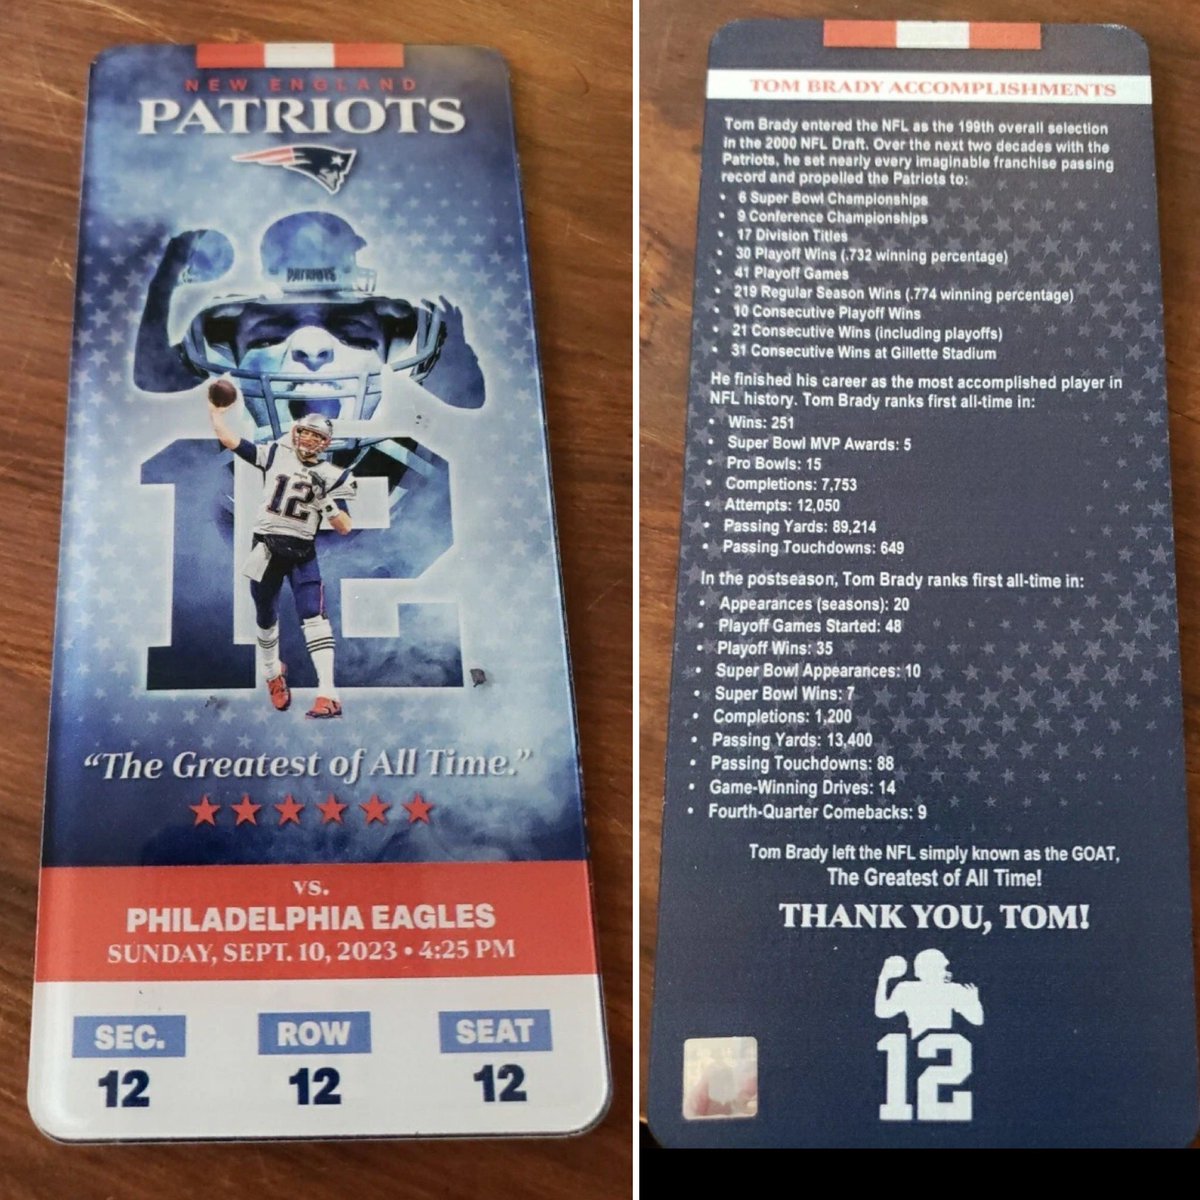 NEW ENGLAND
PATRIOTS
PATRIOTS
12
12
“The Greatest of All Time.”
vs.
PHILADELPHIA EAGLES
SUNDAY, SEPT. 10, 2023 • 4:25 PM
SEC. ROW SEAT
12 12 12
TOM BRADY ACCOMPLISHMENTS
Tom Brady entered the NFL as the 199th overall selection
in the 2000 NFL Draft. Over the next two decades with the
Patriots, he set nearly every imaginable franchise passing
record and propelled the Patriots to:
• 6 Super Bowl Championships
• 9 Conference Championships
• 17 Division Titles
• 30 Playoff Wins (.732 winning percentage)
• 41 Playoff Games
• 219 Regular Season Wins (.774 winning percentage)
• 10 Consecutive Playoff Wins
• 21 Consecutive Wins (including playoffs)
• 31 Consecutive Wins at Gillette Stadium
He finished his career as the most accomplished player in
NFL history. Tom Brady ranks first all-time in:
• Wins: 251
• Super Bowl MVP Awards: 5
• Pro Bowls: 15
• Completions: 7,753
• Attempts: 12,050
• Passing Yards: 89,214
• Passing Touchdowns: 649
In the postseason, Tom Brady ranks first all-time in:
• Appearances (seasons): 20
• Playoff Games Started: 48
• Playoff Wins: 35
• Super Bowl Appearances: 10
• Super Bowl Wins: 7
• Completions: 1,200
• Passing Yards: 13,400
• Passing Touchdowns: 88
• Game-Winning Drives: 14
• Fourth-Quarter Comebacks: 9
Tom Brady left the NFL simply known as the GOAT,
The Greatest of All Time!
THANK YOU, TOM!
12